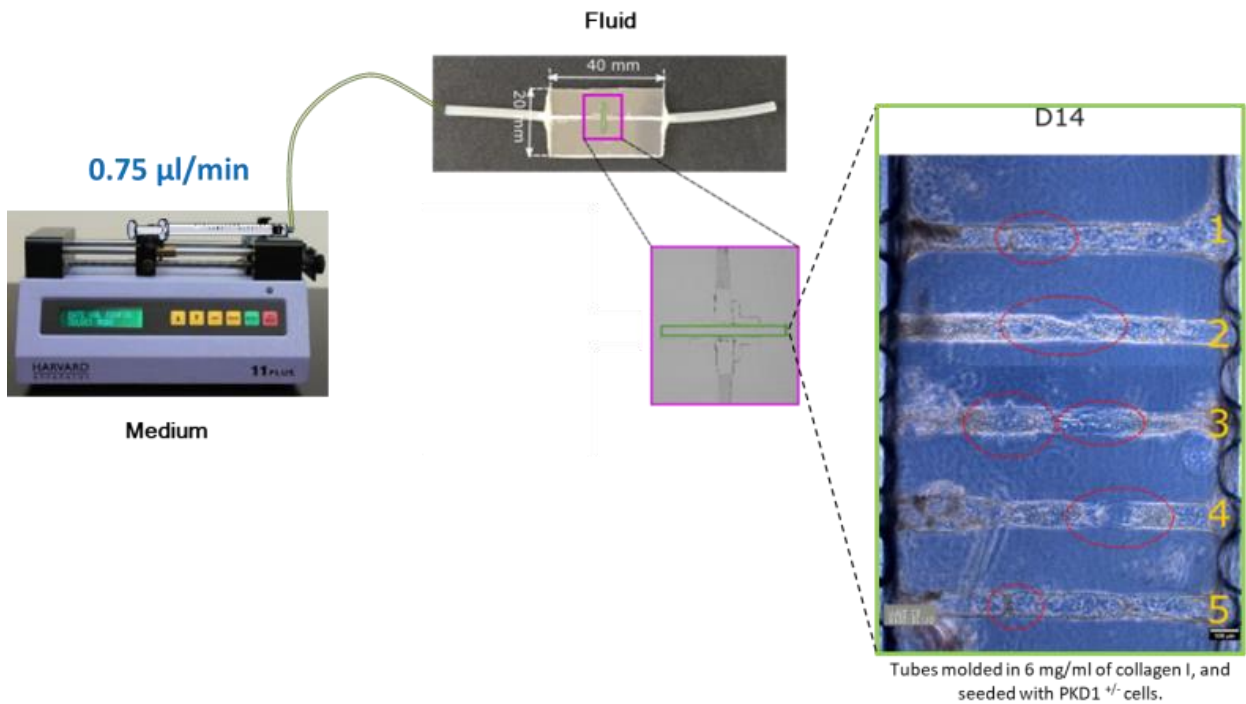 Fluid
40 mm
20 mm
D14
0.75 µl/min
1
2
3
4
5
HARVARD
APPARATUS
11 PLUS
Medium
Tubes molded in 6 mg/ml of collagen I, and
seeded with PKD1 +/- cells.